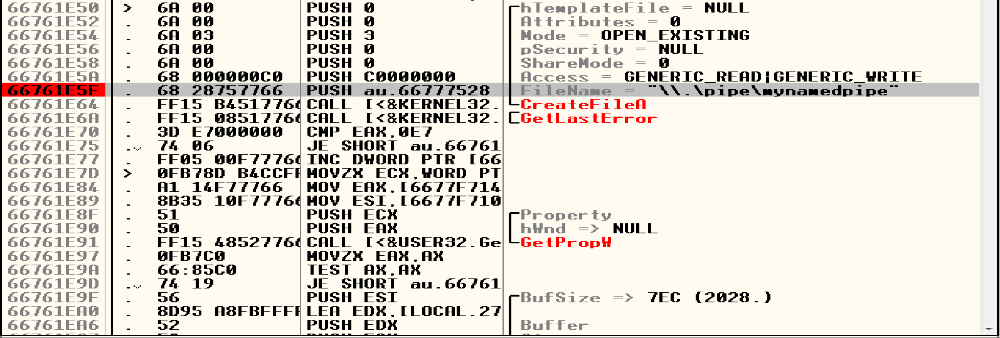 66761E50 > 6A 00 PUSH 0 hTemplateFile = NULL
66761E52 . 6A 00 PUSH 0 Attributes = 0
66761E54 . 6A 03 PUSH 3 Mode = OPEN_EXISTING
66761E56 . 6A 00 PUSH 0 pSecurity = NULL
66761E58 . 6A 00 PUSH 0 ShareMode = 0
66761E5A . 68 000000C0 PUSH C0000000 Access = GENERIC_READ|GENERIC_WRITE
66761E5F . 68 28757766 PUSH au.66777528 FileName = "\\.\pipe\mynamedpipe"
66761E64 . FF15 B4517766 CALL [<&KERNEL32. CreateFileA
66761E6A . FF15 08517766 CALL [<&KERNEL32. GetLastError
66761E70 . 3D E7000000 CMP EAX,0E7
66761E75 . 74 06 JE SHORT au.66761
66761E77 . FF05 00F77766 INC DWORD PTR [66
66761E7D > 0FB78D B4CCFF MOVZX ECX,WORD PT
66761E84 . A1 14F77766 MOV EAX,[6677F714
66761E89 . 8B35 10F77766 MOV ESI,[6677F710
66761E8F . 51 PUSH ECX Property
66761E90 . 50 PUSH EAX hWnd => NULL
66761E91 . FF15 48527766 CALL [<&USER32.Ge GetPropW
66761E97 . 0FB7C0 MOVZX EAX,AX
66761E9A . 66:85C0 TEST AX,AX
66761E9D . 74 19 JE SHORT au.66761
66761E9F . 56 PUSH ESI BufSize => 7EC (2028.)
66761EA0 . 8D95 A8FBFFFF LEA EDX,[LOCAL.27
66761EA6 . 52 PUSH EDX Buffer